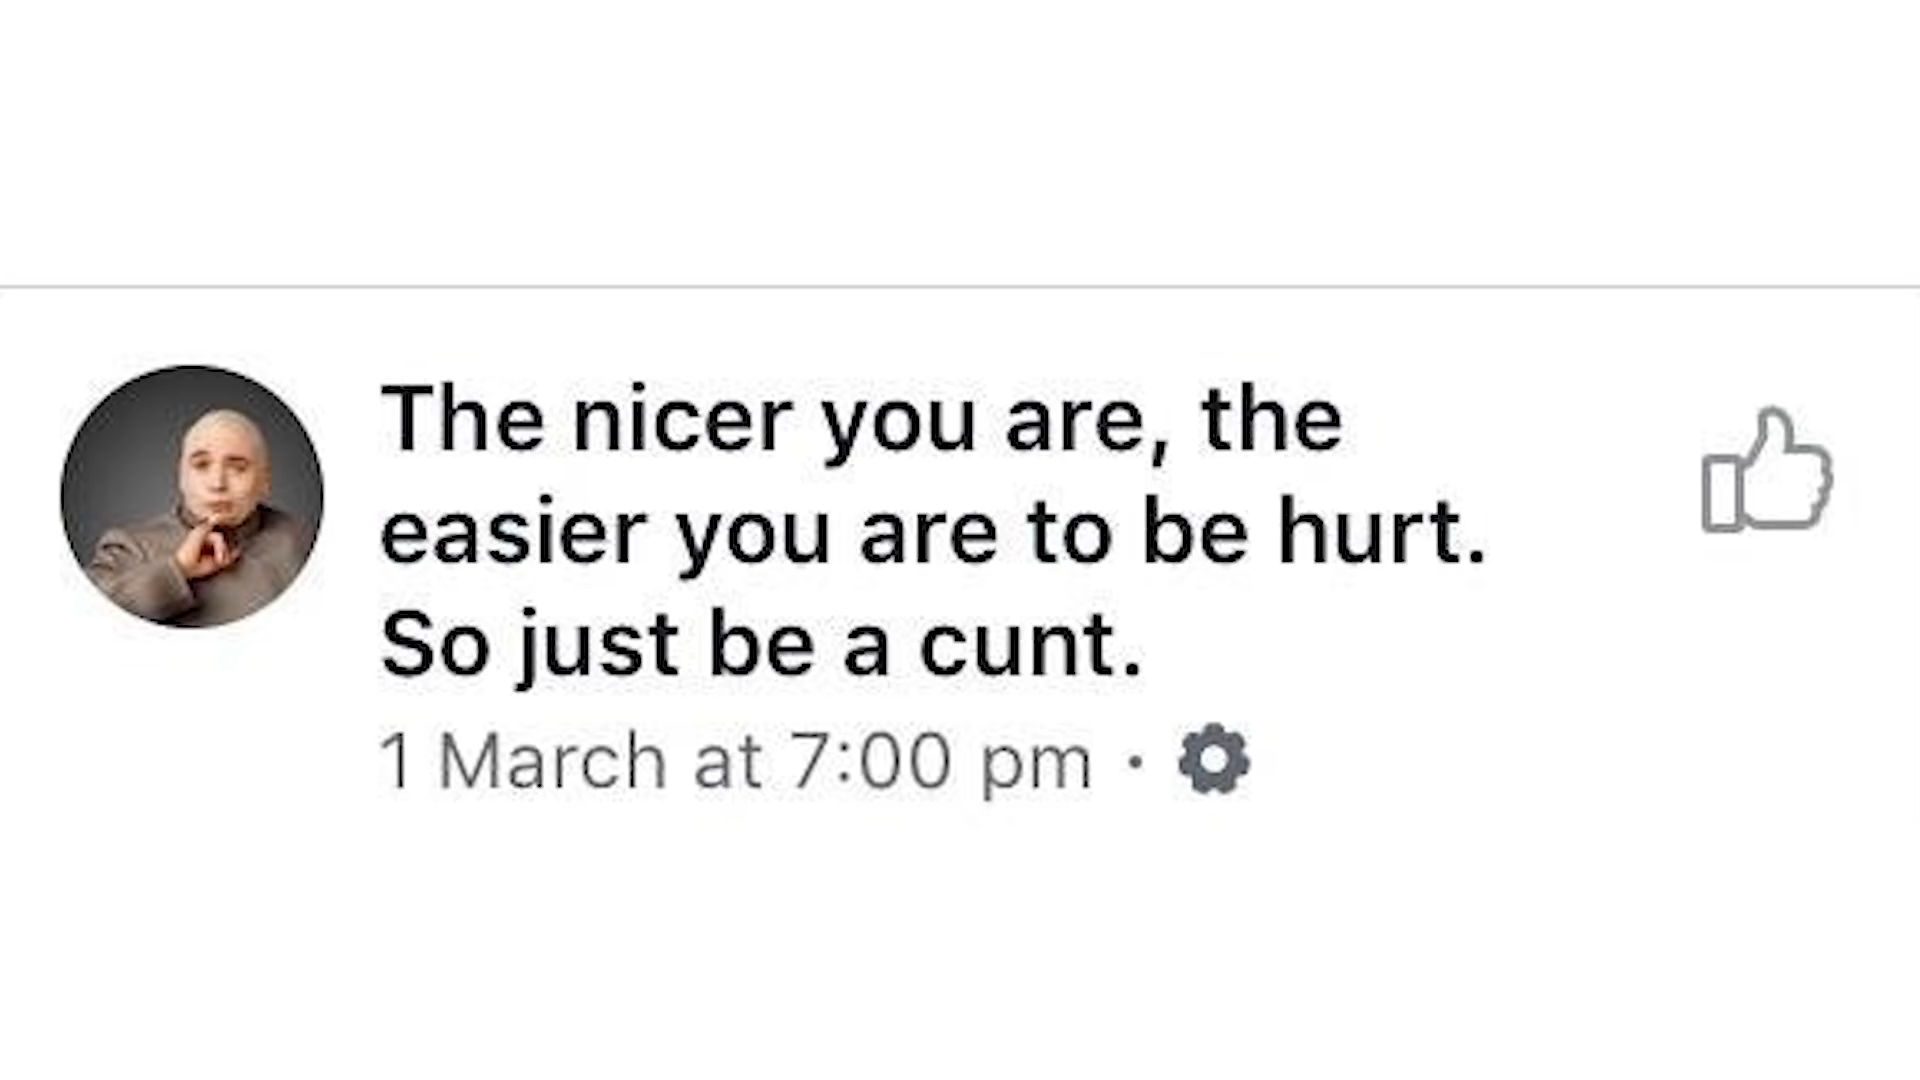 The nicer you are, the
easier you are to be hurt.
So just be a cunt.
1 March at 7:00 pm ·